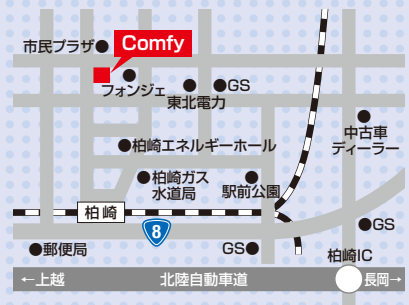 市民プラザ
Comfy
フォンジェ
東北電力
GS
中古車
ディーラー
柏崎エネルギーホール
柏崎ガス
水道局
駅前公園
柏崎
8
GS
郵便局
GS
柏崎IC
←上越
北陸自動車道
長岡→